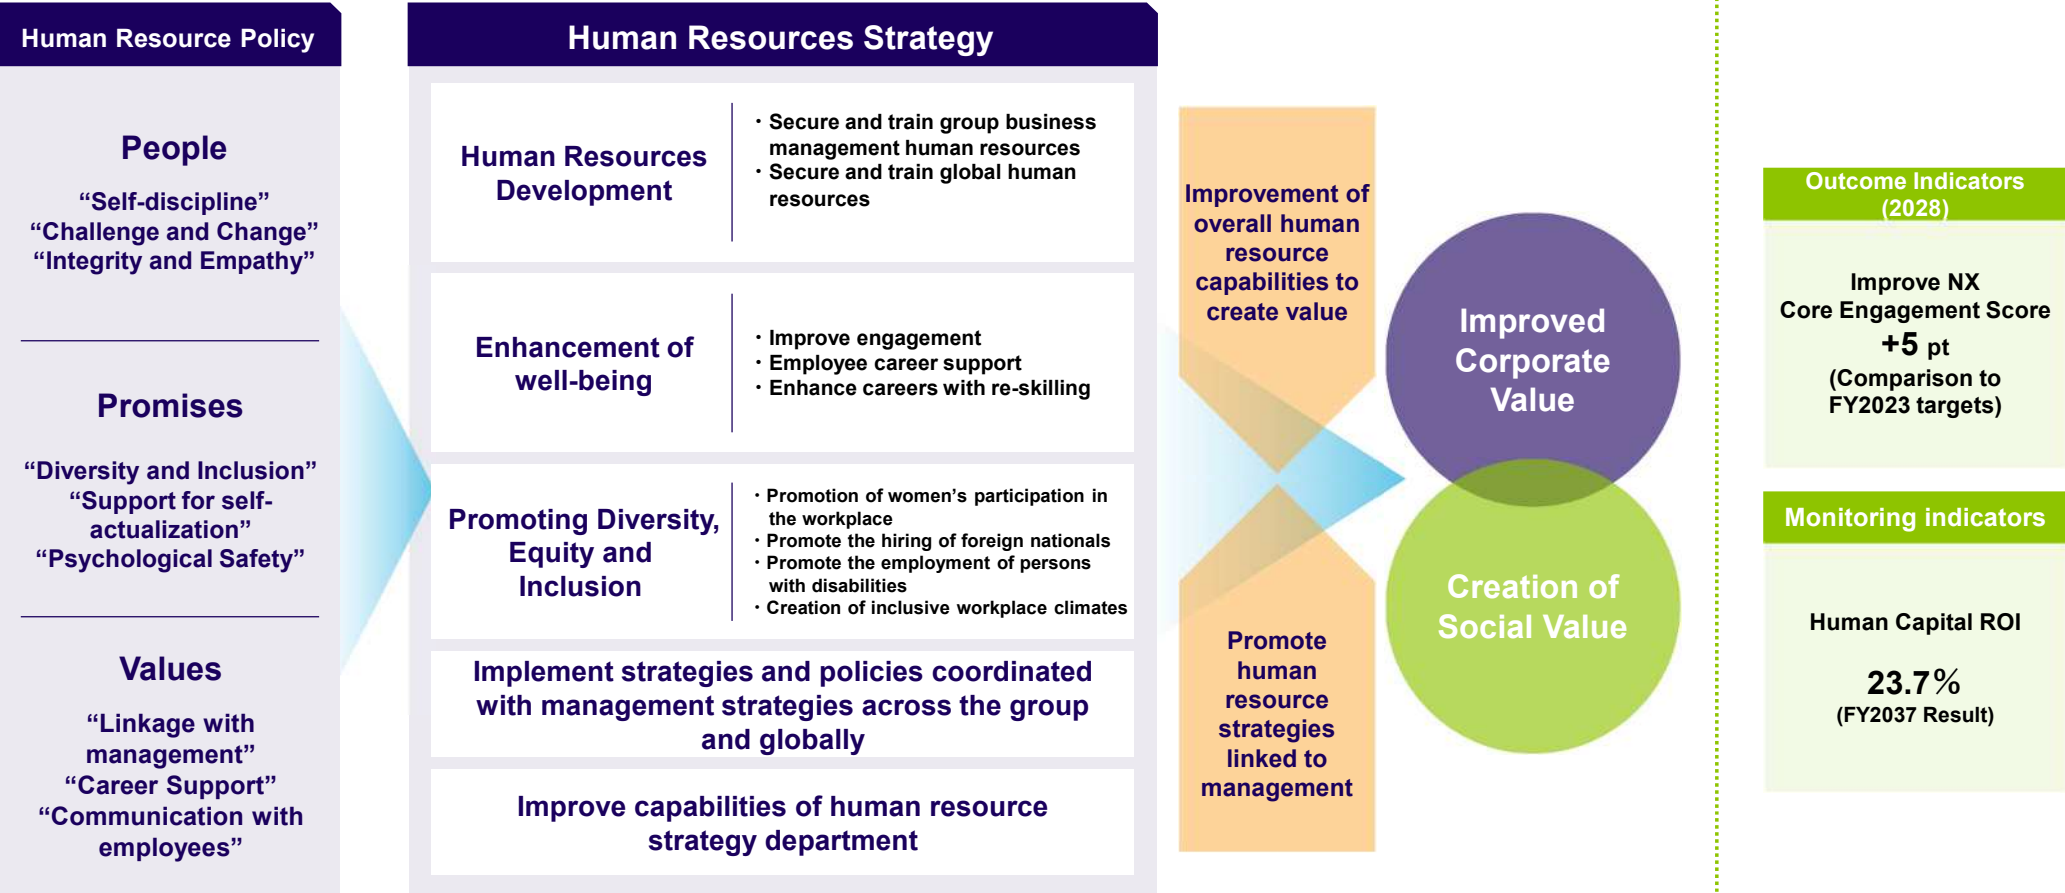 Human Resource Policy
People
“Self-discipline”
“Challenge and Change”
“Integrity and Empathy”
Promises
“Diversity and Inclusion”
“Support for self-
actualization”
“Psychological Safety”
Values
“Linkage with
management”
“Career Support”
“Communication with
employees”
Human Resources Strategy
Human Resources
Development
・Secure and train group business
management human resources
・Secure and train global human
resources
Enhancement of
well-being
・Improve engagement
・Employee career support
・Enhance careers with re-skilling
Promoting Diversity,
Equity and
Inclusion
・Promotion of women’s participation in
the workplace
・Promote the hiring of foreign nationals
・Promote the employment of persons
with disabilities
・Creation of inclusive workplace climates
Implement strategies and policies coordinated
with management strategies across the group
and globally
Improve capabilities of human resource
strategy department
Improvement of
overall human
resource
capabilities to
create value
Promote
human
resource
strategies
linked to
management
Improved
Corporate
Value
Creation of
Social Value
Outcome Indicators
(2028)
Improve NX
Core Engagement Score
+5 pt
(Comparison to
FY2023 targets)
Monitoring indicators
Human Capital ROI
23.7%
(FY2037 Result)